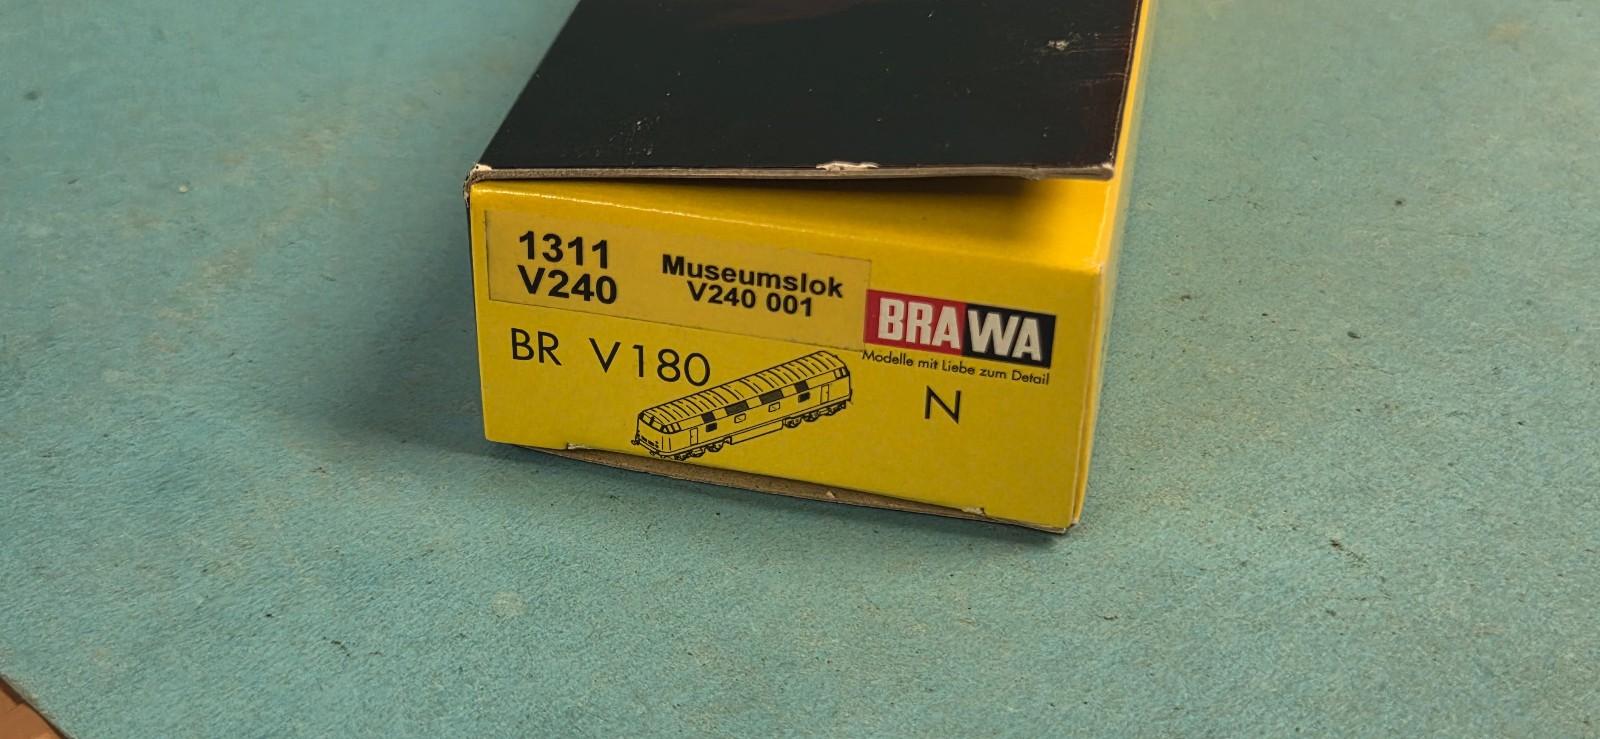 1311
V240
Museumslok
V240 001
BRAWA
Modelle mit Liebe zum Detail
BR V180
N